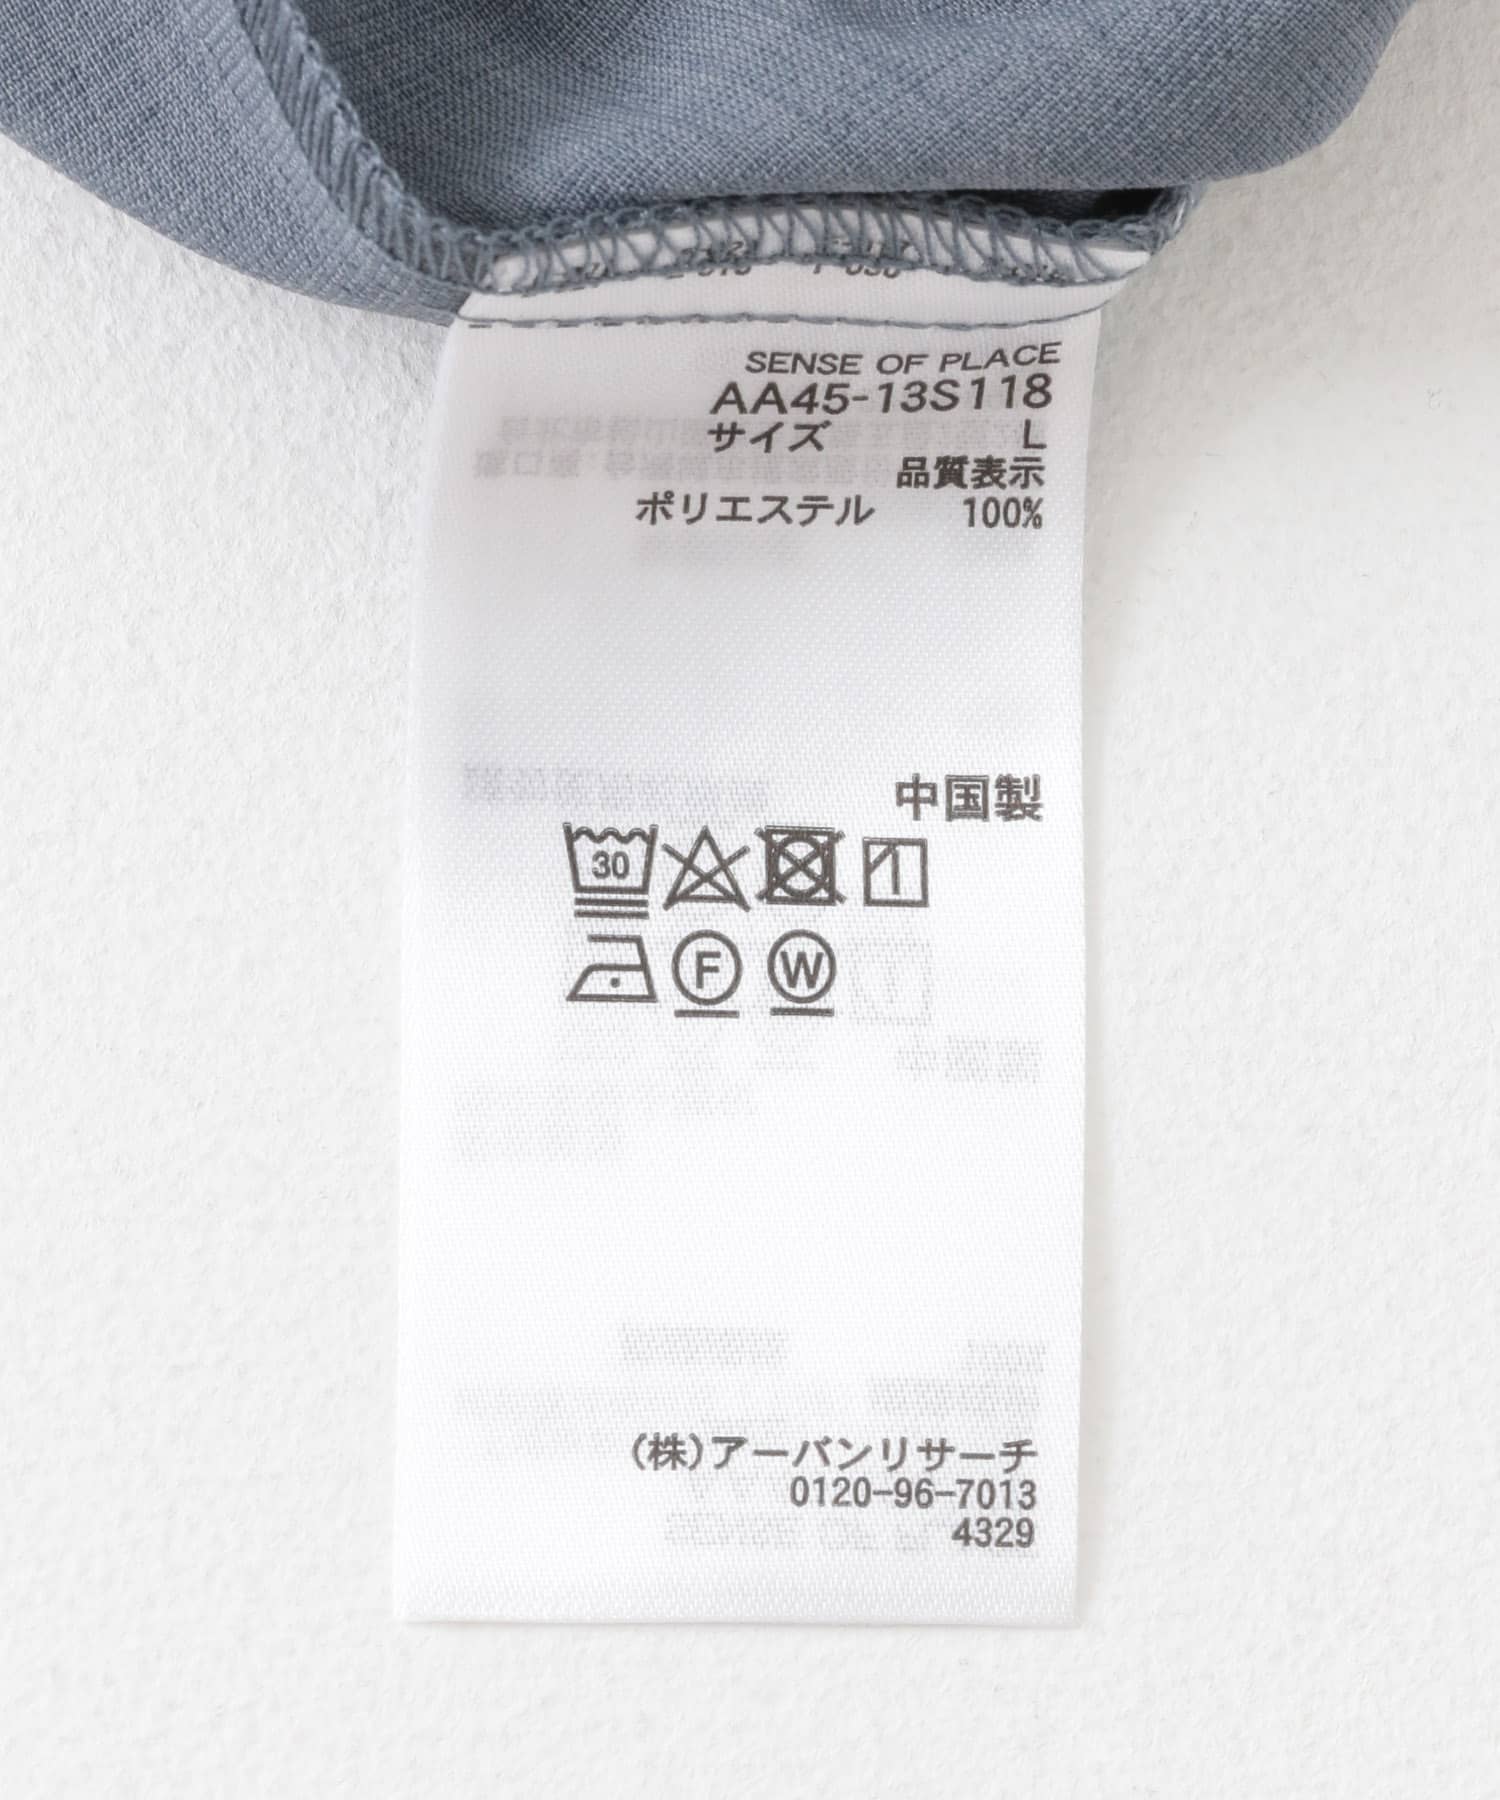 SENSE OF PLACE
AA45-13S118
サイズ L
品質表示
ポリエステル 100%
中国製
30
F W
(株)アーバンリサーチ
0120-96-7013
4329